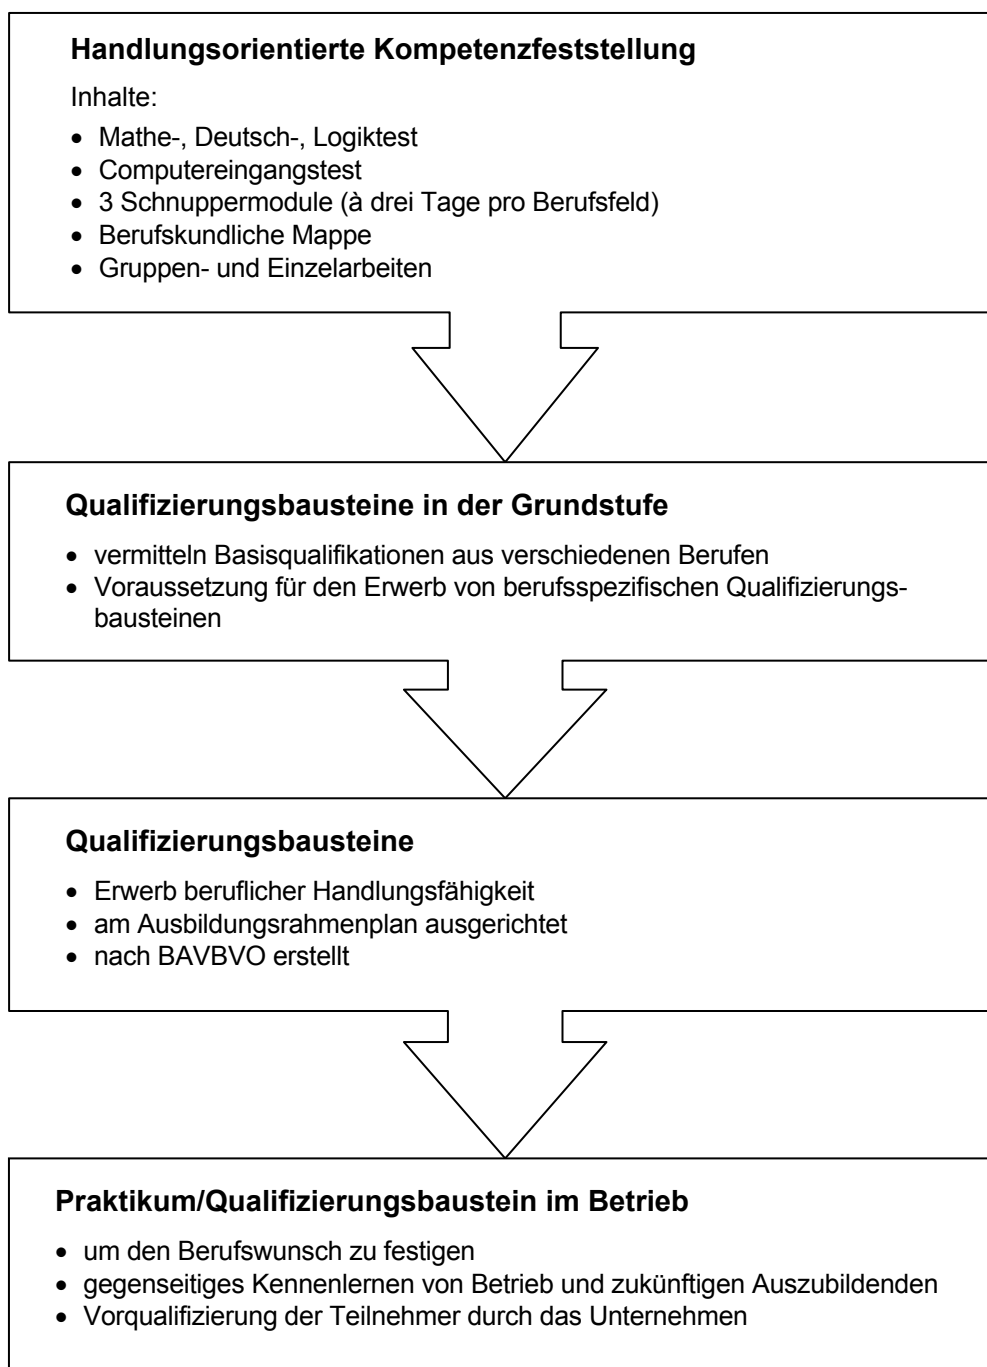 Handlungsorientierte Kompetenzfeststellung
Inhalte:
• Mathe-, Deutsch-, Logiktest
• Computereingangstest
• 3 Schnuppermodule (à drei Tage pro Berufsfeld)
• Berufskundliche Mappe
• Gruppen- und Einzelarbeiten
Qualifizierungsbausteine in der Grundstufe
• vermitteln Basisqualifikationen aus verschiedenen Berufen
• Voraussetzung für den Erwerb von berufsspezifischen Qualifizierungs-
bausteinen
Qualifizierungsbausteine
• Erwerb beruflicher Handlungsfähigkeit
• am Ausbildungsrahmenplan ausgerichtet
• nach BAVBVO erstellt
Praktikum/Qualifizierungsbaustein im Betrieb
• um den Berufswunsch zu festigen
• gegenseitiges Kennenlernen von Betrieb und zukünftigen Auszubildenden
• Vorqualifizierung der Teilnehmer durch das Unternehmen